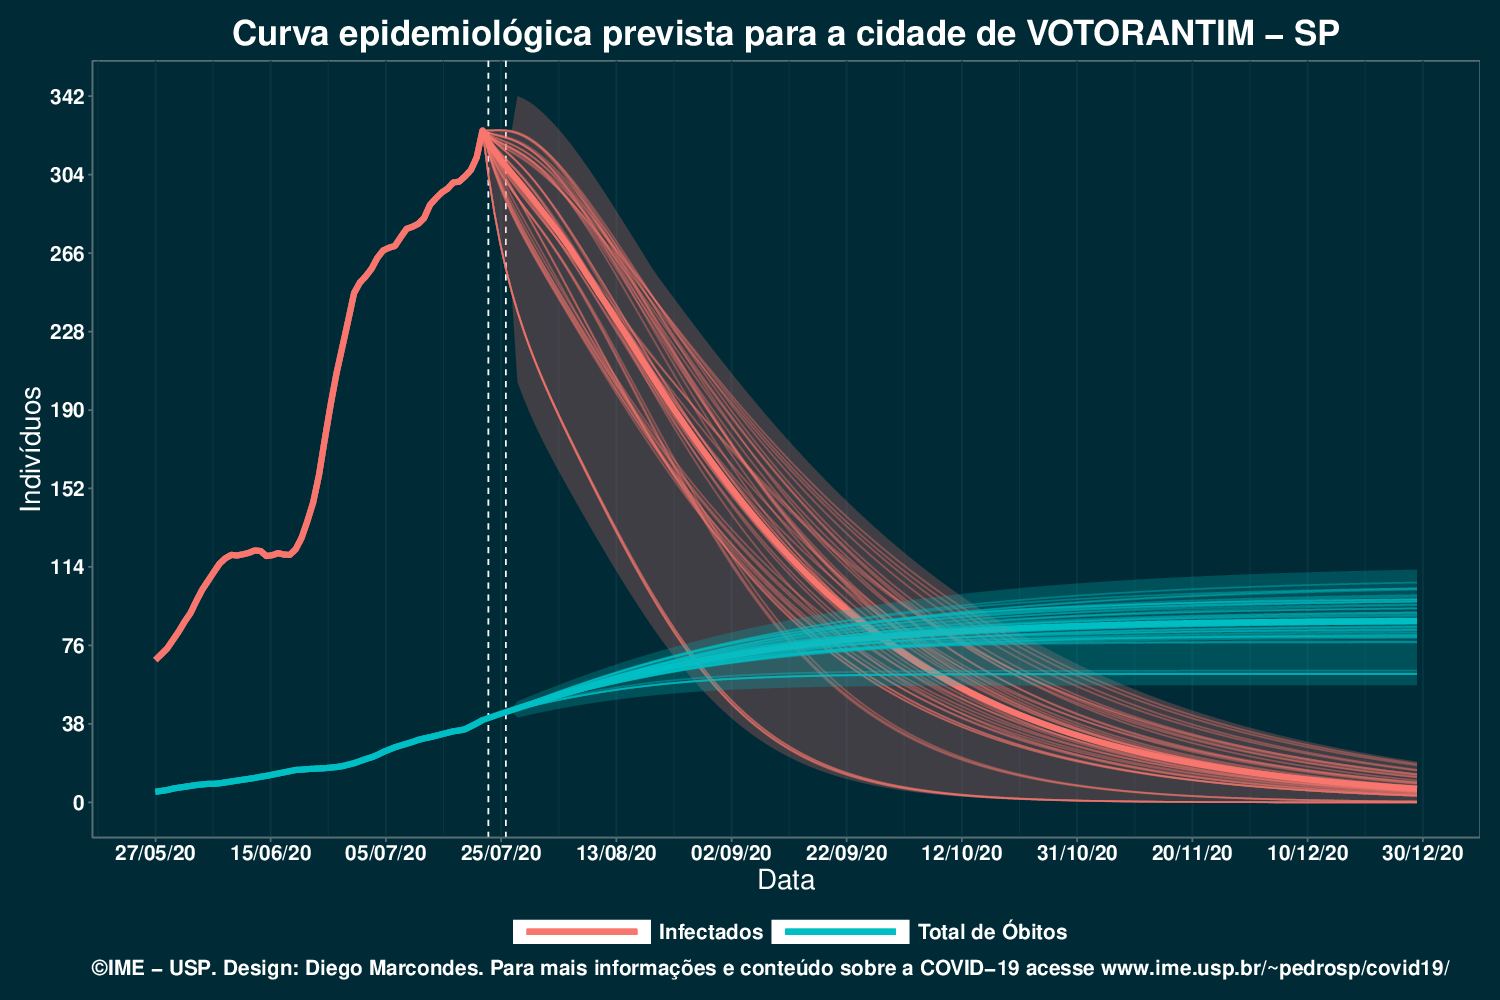 Curva epidemiológica prevista para a cidade de VOTORANTIM – SP
342
304
266
228
190
152
114
76
38
0
Indivíduos
27/05/20 15/06/20 05/07/20 25/07/20 13/08/20 02/09/20 22/09/20 12/10/20 31/10/20 20/11/20 10/12/20 30/12/20
Data
Infectados Total de Óbitos
©IME – USP. Design: Diego Marcondes. Para mais informações e conteúdo sobre a COVID–19 acesse www.ime.usp.br/~pedrosp/covid19/